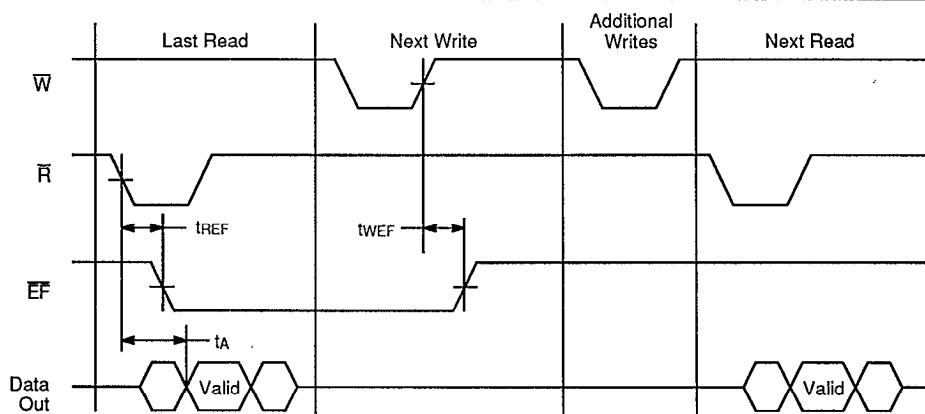 Last Read
Next Write
Additional
Writes
Next Read
W
R
tREF
tWEF
EF
tA
Data
Out
Valid
Valid